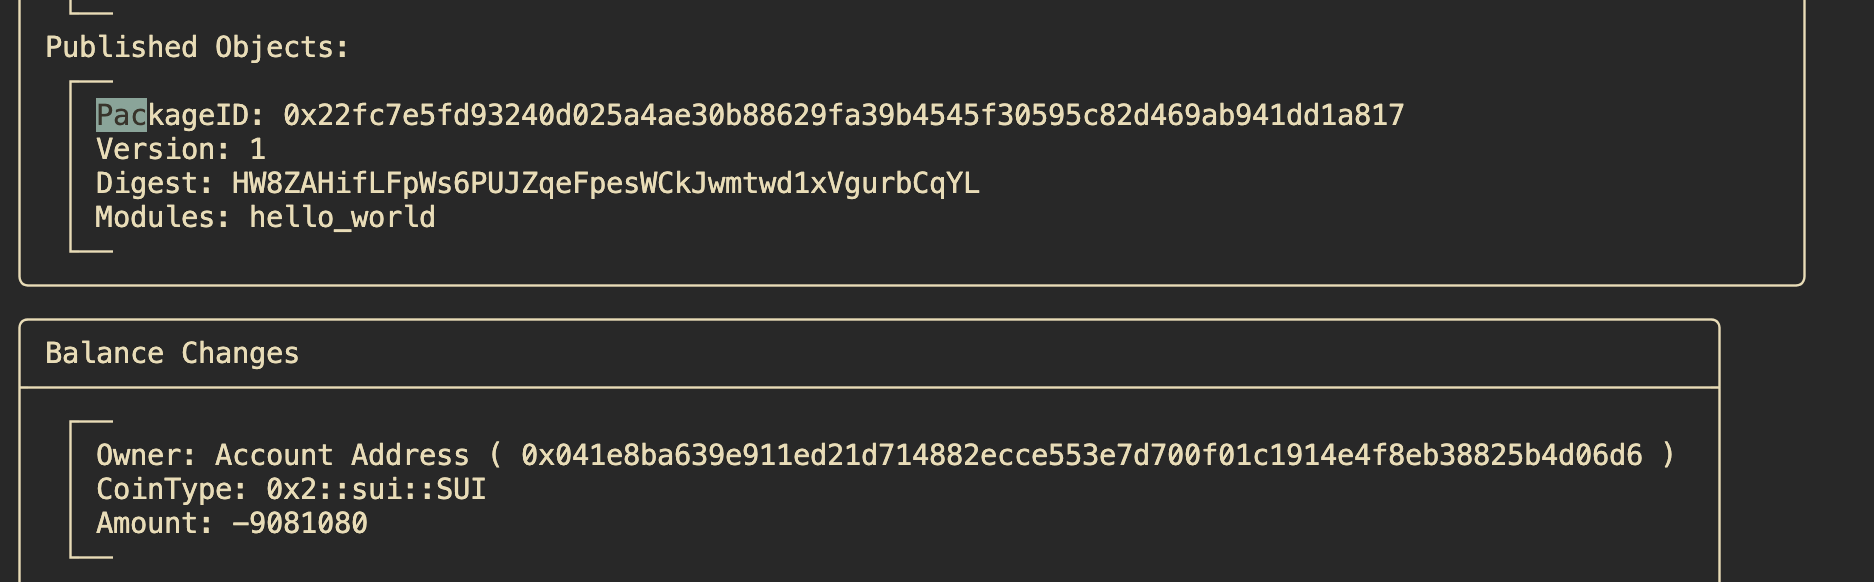 Published Objects:
PackageID: 0x22fc7e5fd93240d025a4ae30b88629fa39b4545f30595c82d469ab941dd1a817
Version: 1
Digest: HW8ZAHifLFpWs6PUJZqeFpesWCkJwmtwd1xVgurbCqYL
Modules: hello_world
Balance Changes
Owner: Account Address ( 0x041e8ba639e911ed21d714882ecce553e7d700f01c1914e4f8eb38825b4d06d6 )
CoinType: 0x2::sui::SUI
Amount: -9081080